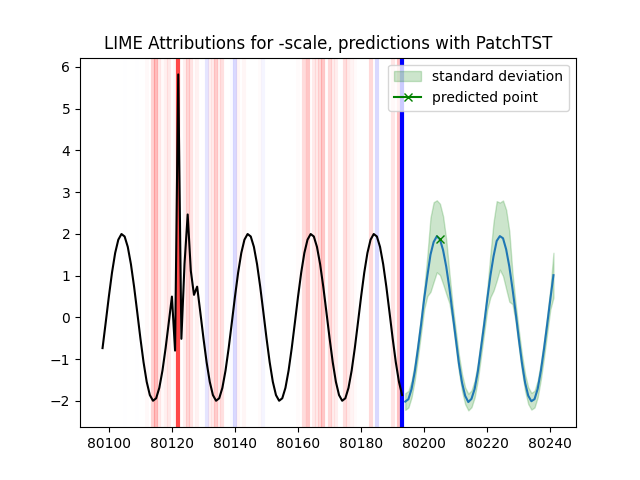 LIME Attributions for -scale, predictions with PatchTST
standard deviation
predicted point
6
5
4
3
2
1
0
−1
−2
80100 80120 80140 80160 80180 80200 80220 80240